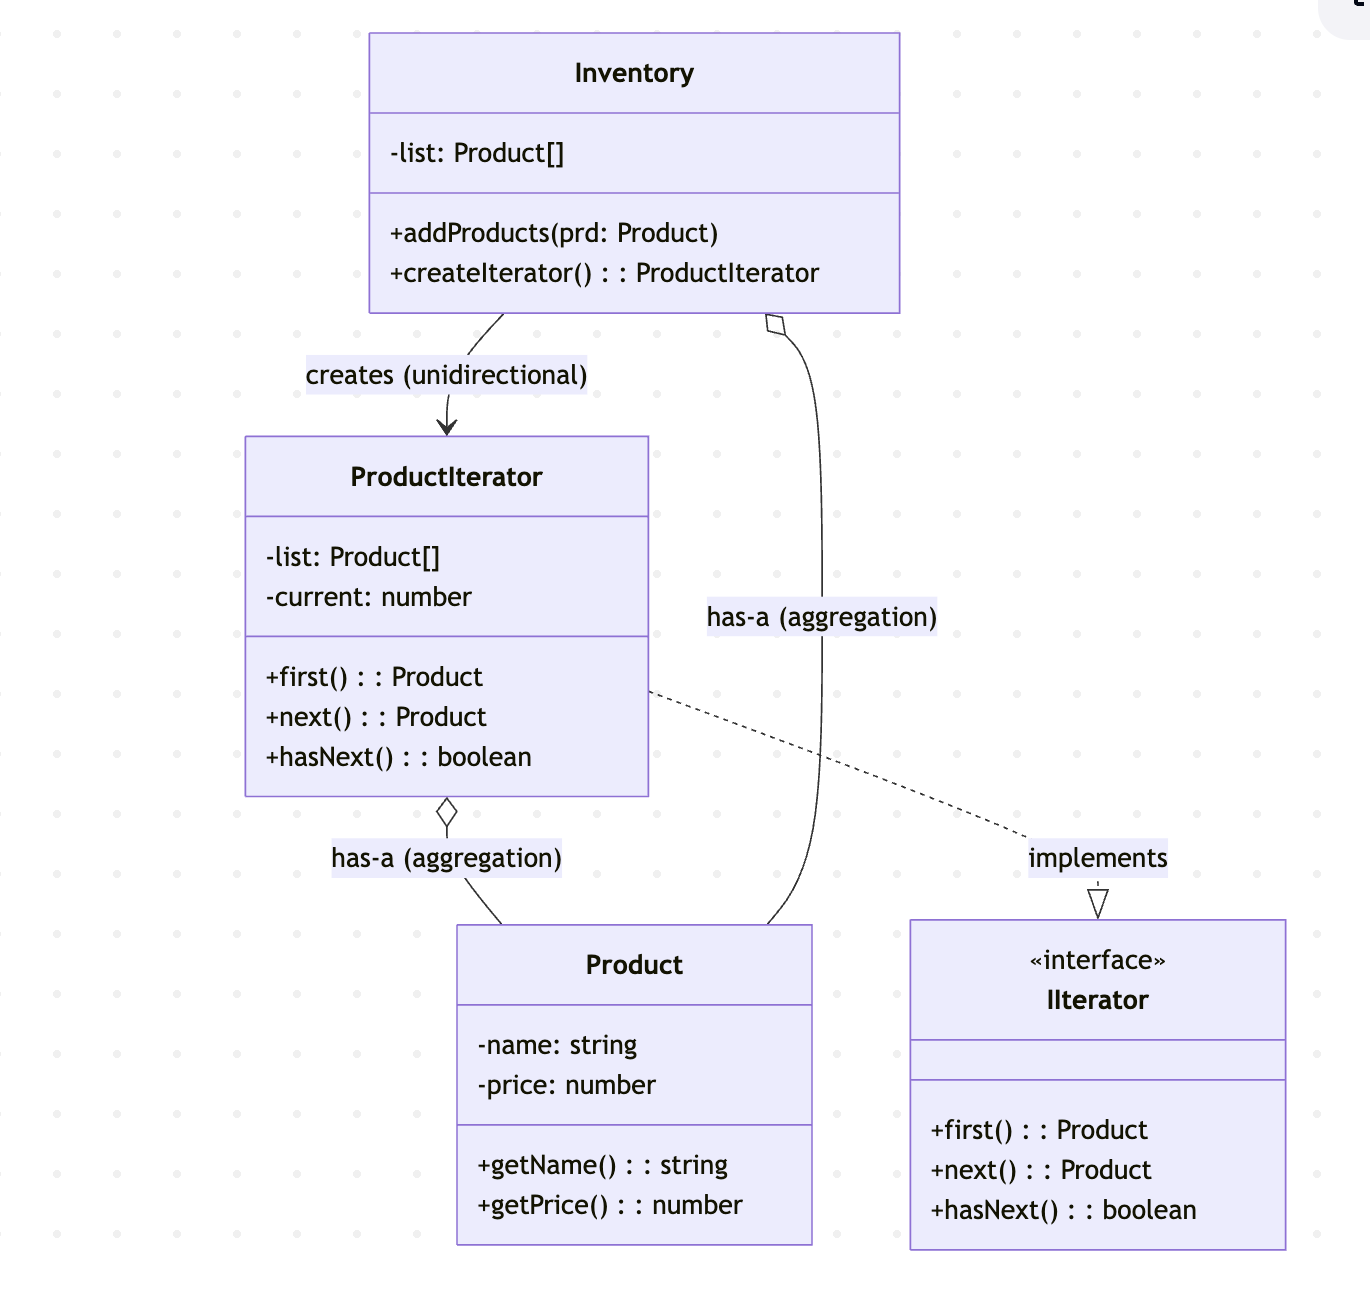 Inventory
-list: Product[]
+addProducts(prd: Product)
+createIterator() : : ProductIterator
creates (unidirectional)
ProductIterator
-list: Product[]
-current: number
+first() : : Product
+next() : : Product
+hasNext() : : boolean
has-a (aggregation)
has-a (aggregation)
implements
Product
-name: string
-price: number
+getName() : : string
+getPrice() : : number
«interface»
IIterator
+first() : : Product
+next() : : Product
+hasNext() : : boolean